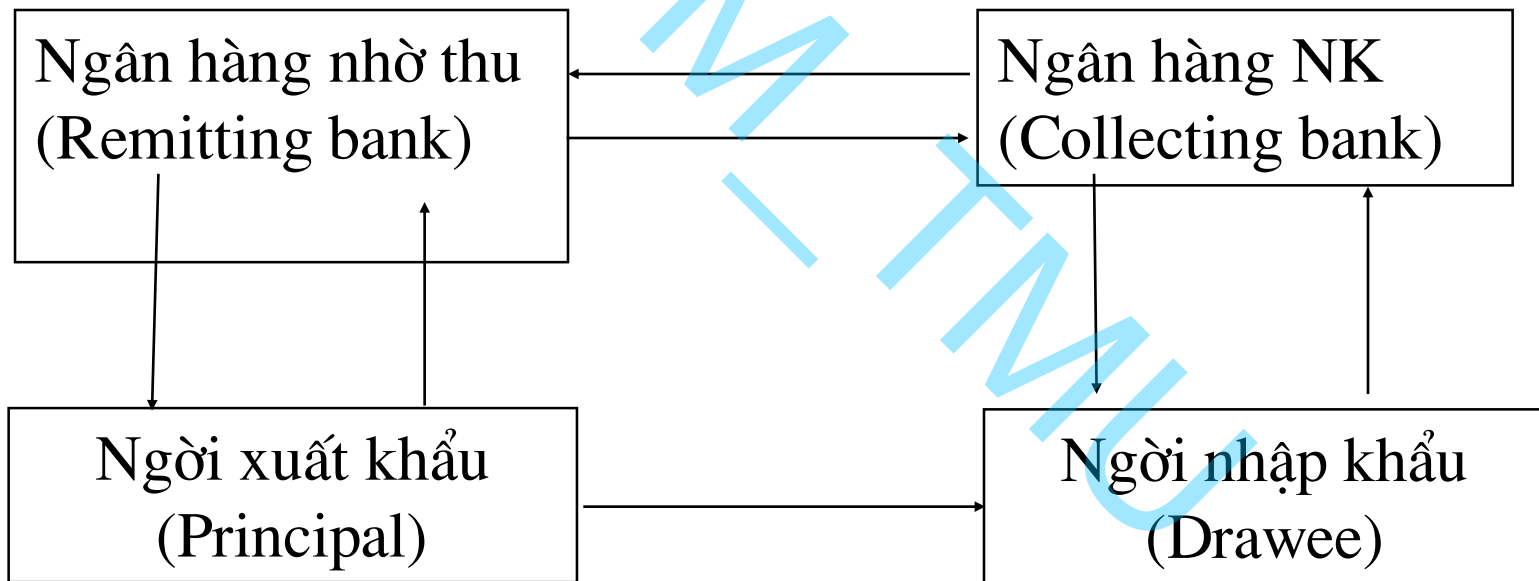 Ngân hàng nhờ thu
(Remitting bank)
Ngân hàng NK
(Collecting bank)
Ngời xuất khẩu
(Principal)
Ngời nhập khẩu
(Drawee)
M_TMU